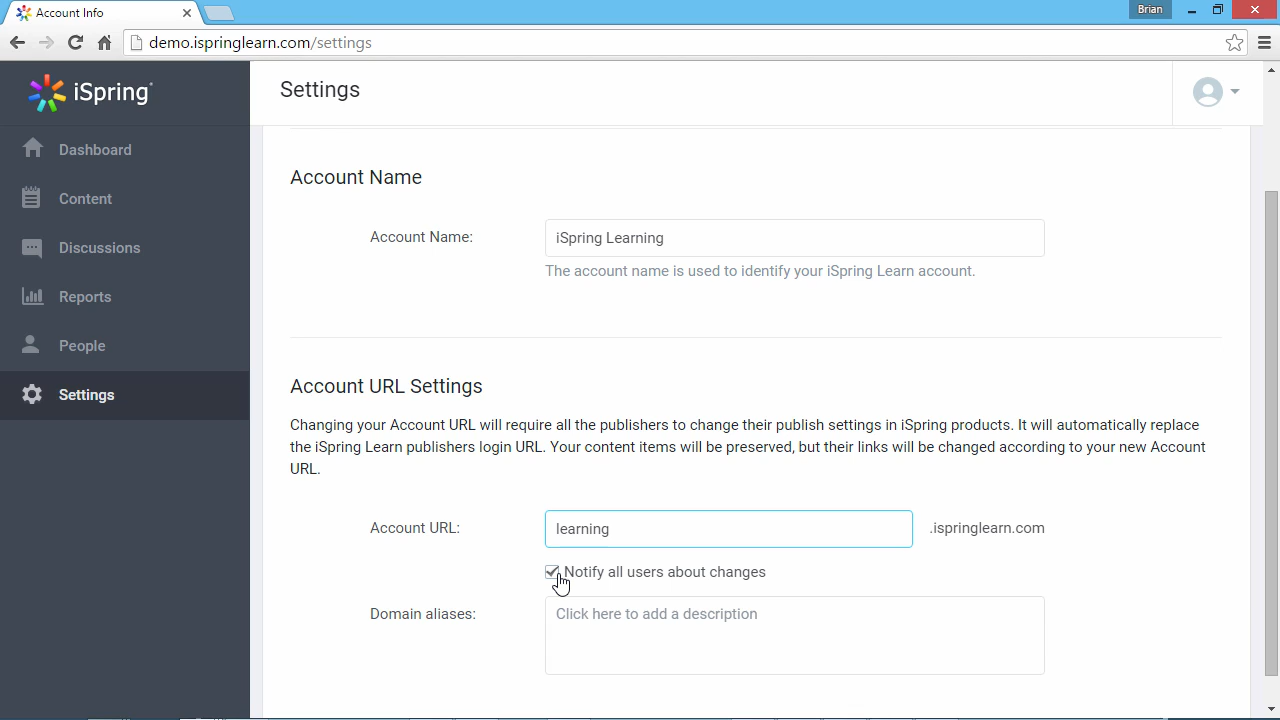 Account Info
Brian
demo.ispringlearn.com/settings
iSpring
Settings
Dashboard
Content
Discussions
Reports
People
Settings
Account Name
Account Name:
iSpring Learning
The account name is used to identify your iSpring Learn account.
Account URL Settings
Changing your Account URL will require all the publishers to change their publish settings in iSpring products. It will automatically replace
the iSpring Learn publishers login URL. Your content items will be preserved, but their links will be changed according to your new Account
URL.
Account URL:
learning
.ispringlearn.com
Notify all users about changes
Domain aliases:
Click here to add a description